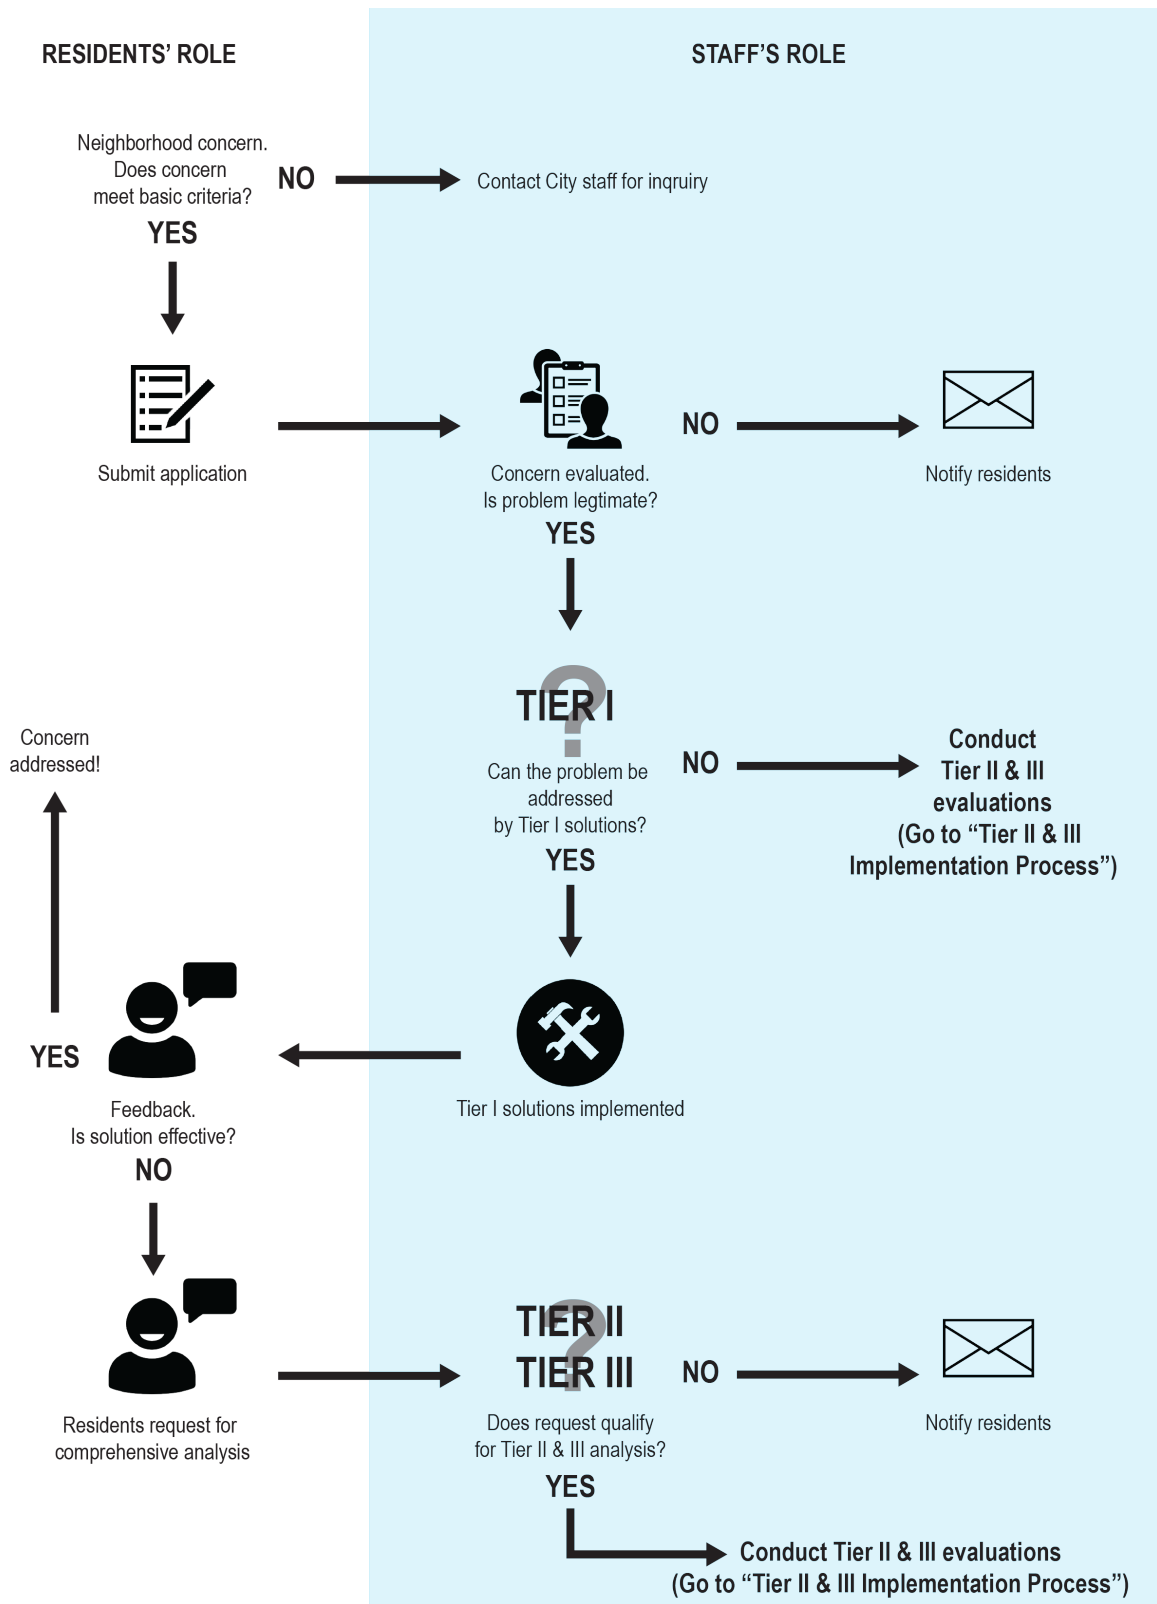 RESIDENTS' ROLE
STAFF'S ROLE
Neighborhood concern.
Does concern
meet basic criteria?
NO
Contact City staff for inqruiry
YES
Submit application
Concern evaluated.
Is problem legtimate?
NO
Notify residents
YES
TIER I
?
Can the problem be
addressed
by Tier I solutions?
NO
Conduct
Tier II & III
evaluations
(Go to “Tier II & III
Implementation Process”)
YES
Tier I solutions implemented
Feedback.
Is solution effective?
YES
Concern
addressed!
NO
Residents request for
comprehensive analysis
TIER II
TIER III
?
Does request qualify
for Tier II & III analysis?
NO
Notify residents
YES
Conduct Tier II & III evaluations
(Go to “Tier II & III Implementation Process”)